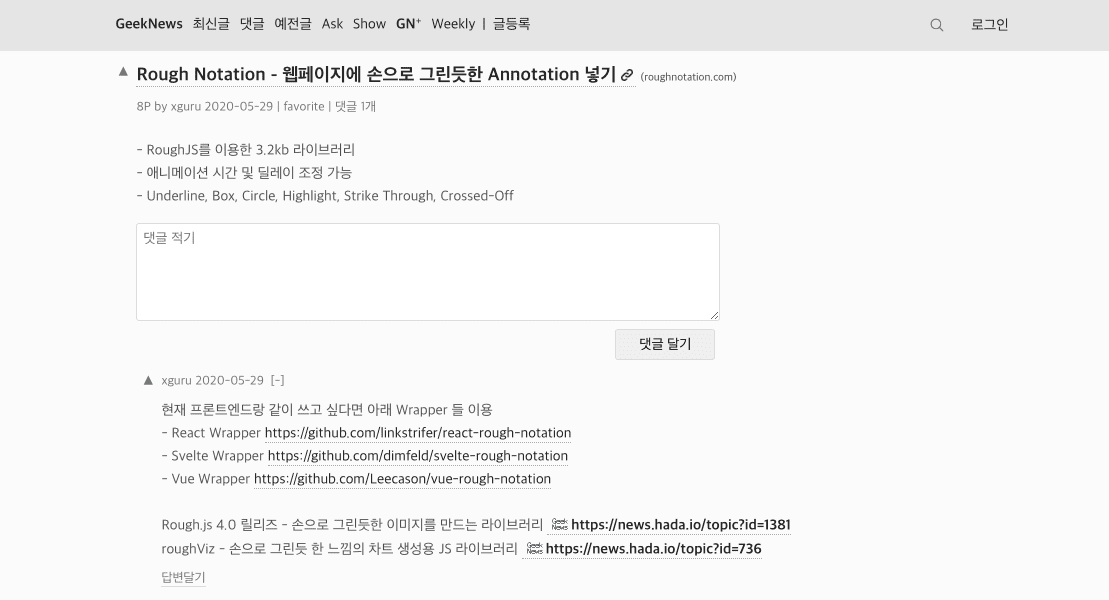 GeekNews 최신글 댓글 예전글 Ask Show GN⁺ Weekly | 글등록 로그인
▲ Rough Notation - 웹페이지에 손으로 그린듯한 Annotation 넣기 (roughnotation.com)
8P by xguru 2020-05-29 | favorite | 댓글 1개
- RoughJS를 이용한 3.2kb 라이브러리
- 애니메이션 시간 및 딜레이 조정 가능
- Underline, Box, Circle, Highlight, Strike Through, Crossed-Off
댓글 적기
댓글 달기
▲ xguru 2020-05-29 [-]
현재 프론트엔드랑 같이 쓰고 싶다면 아래 Wrapper 들 이용
- React Wrapper https://github.com/linkstrifer/react-rough-notation
- Svelte Wrapper https://github.com/dimfeld/svelte-rough-notation
- Vue Wrapper https://github.com/Leecason/vue-rough-notation
Rough.js 4.0 릴리즈 - 손으로 그린듯한 이미지를 만드는 라이브러리 Geek News https://news.hada.io/topic?id=1381
roughViz - 손으로 그린듯 한 느낌의 차트 생성용 JS 라이브러리 Geek News https://news.hada.io/topic?id=736
답변달기